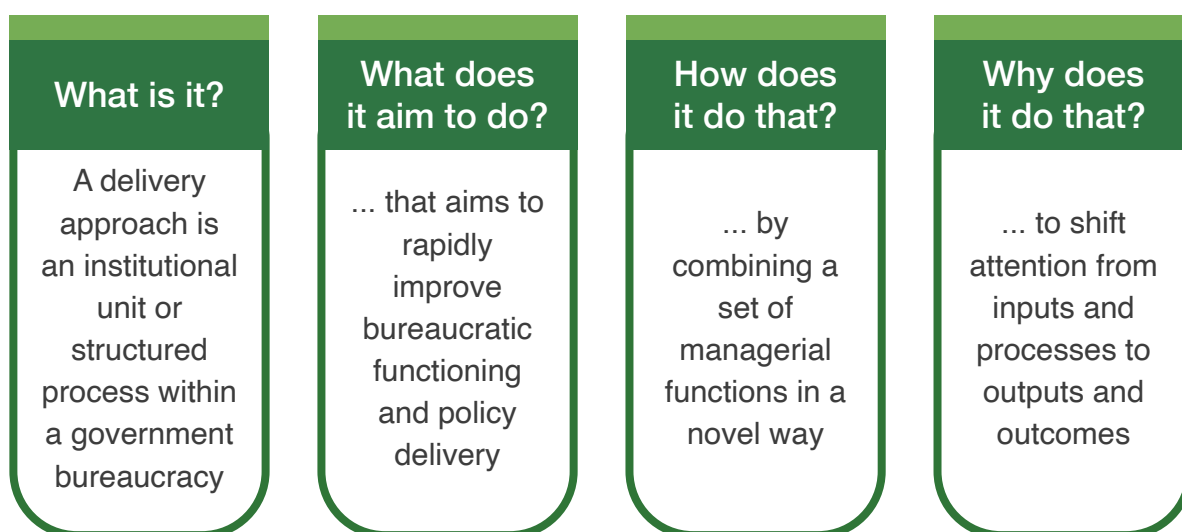 What is it?
A delivery
approach is
an institutional
unit or
structured
process within
a government
bureaucracy
What does
it aim to do?
... that aims to
rapidly
improve
bureaucratic
functioning
and policy
delivery
How does
it do that?
... by
combining a
set of
managerial
functions in a
novel way
Why does
it do that?
... to shift
attention from
inputs and
processes to
outputs and
outcomes